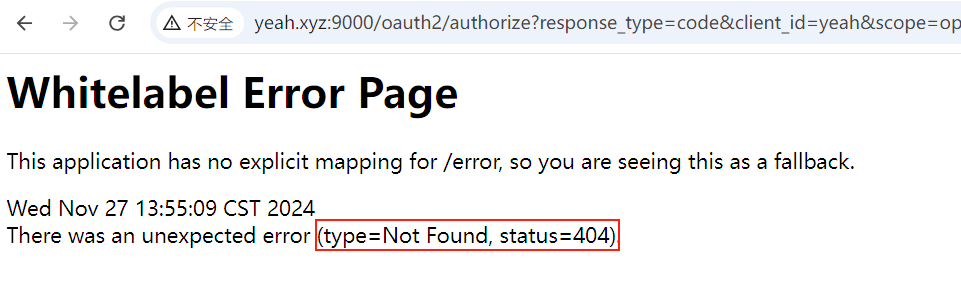 不安全 yeah.xyz:9000/oauth2/authorize?response_type=code&client_id=yeah&scope=op
Whitelabel Error Page
This application has no explicit mapping for /error, so you are seeing this as a fallback.
Wed Nov 27 13:55:09 CST 2024
There was an unexpected error (type=Not Found, status=404).